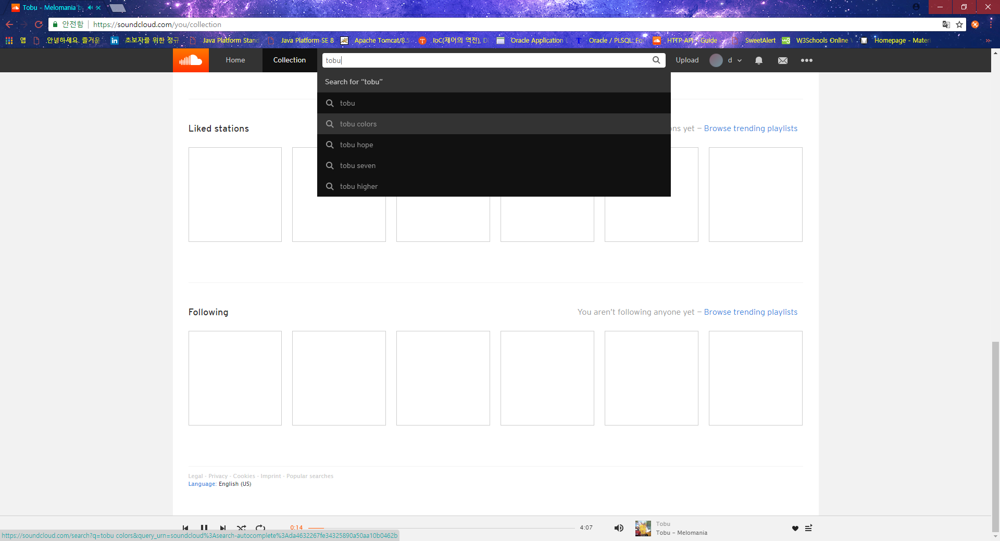 Tobu - Melomania b
안전함 https://soundcloud.com/you/collection
앱 안녕하세요. 즐거운 초보자를 위한 정규 Java Platform Stand Java Platform SE 8 Apache Tomcat/8.5 IoC(제어의 역전), D Oracle Application Oracle / PLSQL: HTTP API - Guide SweetAlert W3Schools Online Homepage - Materi »
Home Collection tobu Upload d
Search for “tobu”
tobu
tobu colors
Liked stations ns yet – Browse trending playlists
tobu hope
tobu seven
tobu higher
Following You aren’t following anyone yet – Browse trending playlists
Legal - Privacy - Cookies - Imprint - Popular searches
Language: English (US)
0:14 4:07 Tobu
Tobu – Melomania
https://soundcloud.com/search?q=tobu colors&query_urn=soundcloud%3Asearch-autocomplete%3Ada4632267fe34325890a50aa10b0462b